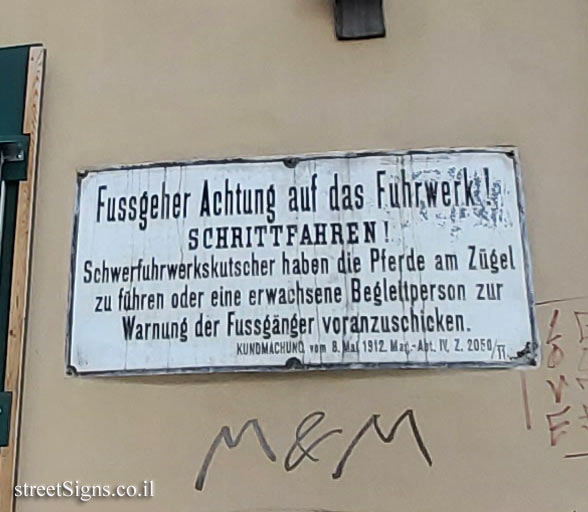 Fussgeher Achtung auf das Fuhrwerk!
SCHRITTFAHREN!
Schwerfuhrwerkskutscher haben die Pferde am Zügel
zu führen oder eine erwachsene Begleitperson zur
Warnung der Fussgänger voranzuschicken.
KUNDMACHUNG vom 8. Mai 1912. Mag.-Abt. IV, Z. 2050/II
M&M
streetSigns.co.il